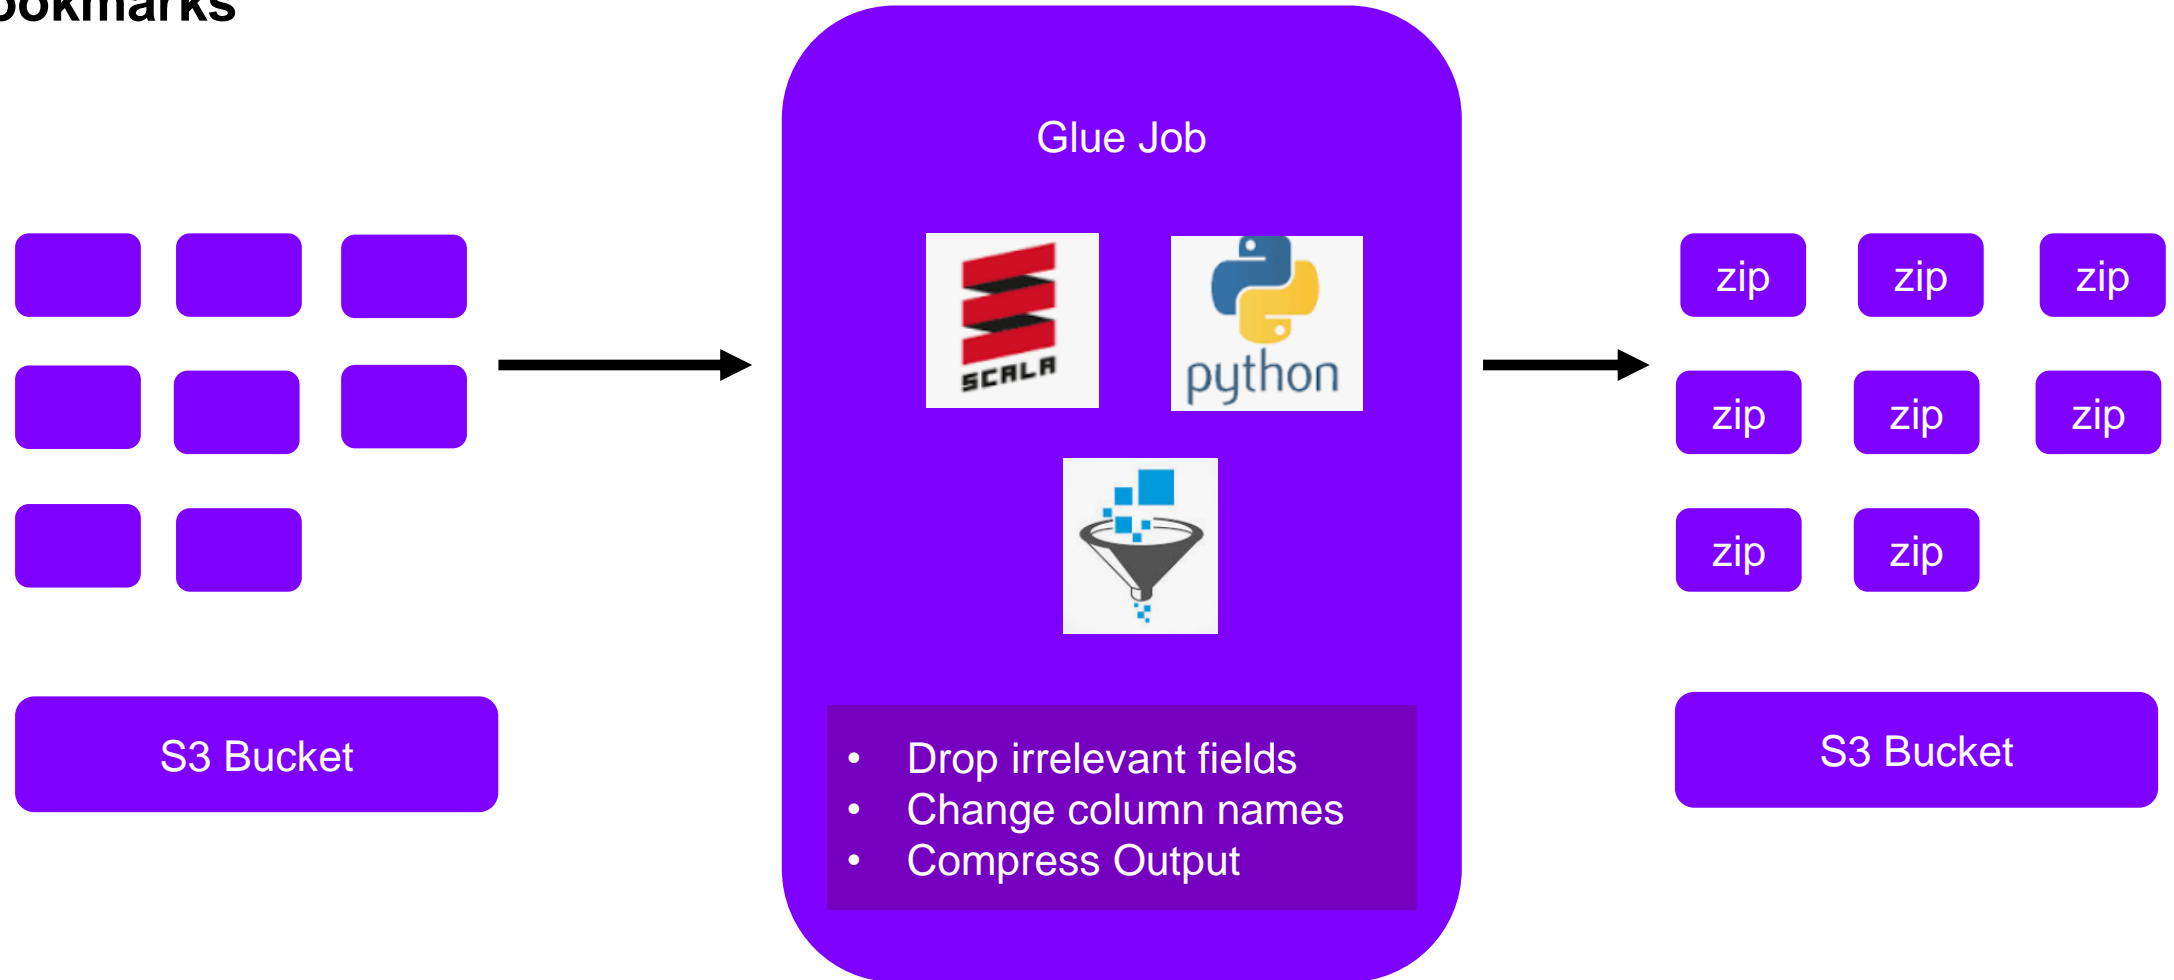 ookmarks
Glue Job
SCALA
python
zip zip zip
zip zip zip
zip zip
S3 Bucket
• Drop irrelevant fields
• Change column names
• Compress Output
S3 Bucket